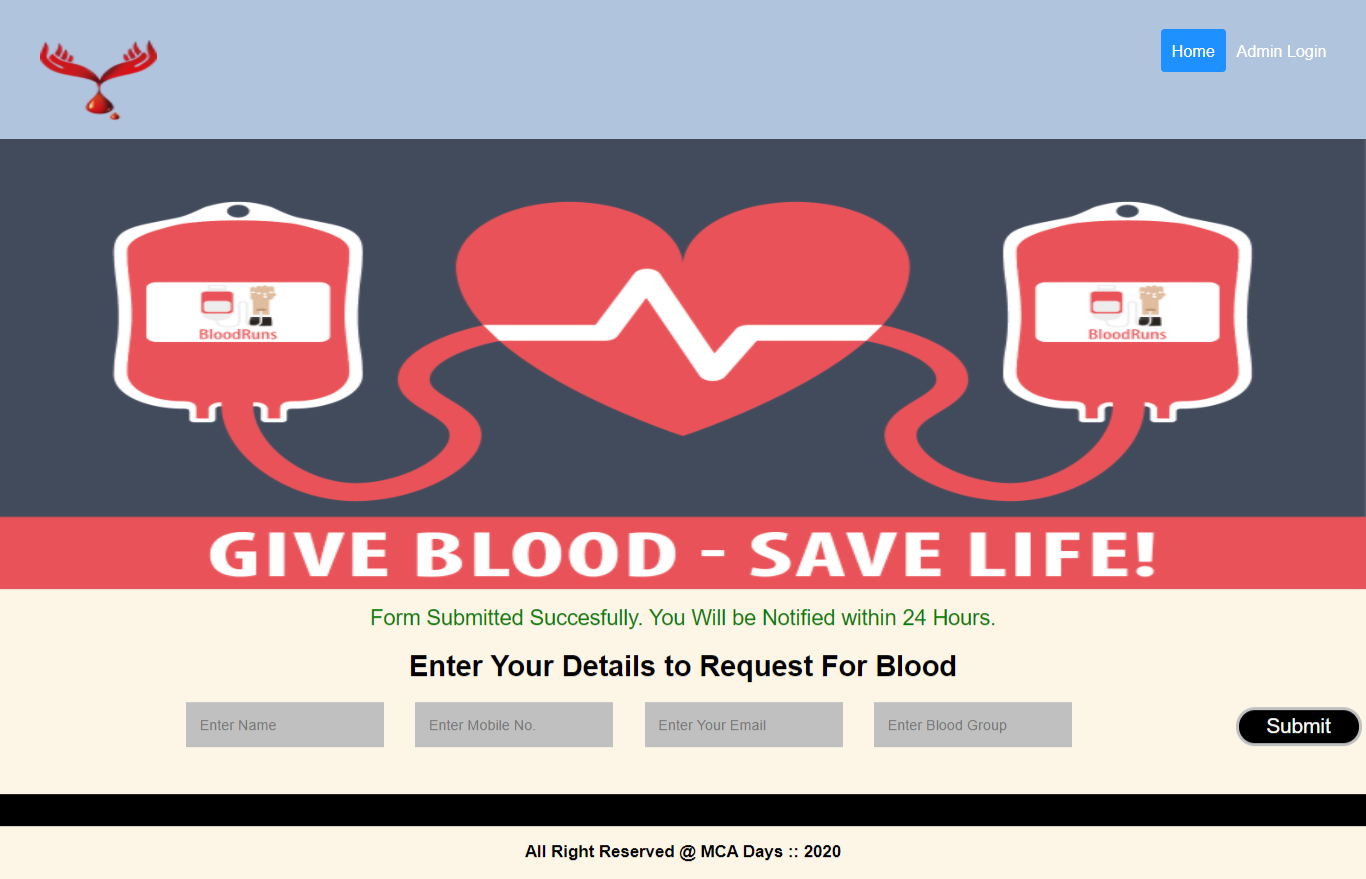 Home Admin Login
BloodRuns BloodRuns
GIVE BLOOD - SAVE LIFE!
Form Submitted Succesfully. You Will be Notified within 24 Hours.
Enter Your Details to Request For Blood
Enter Name Enter Mobile No. Enter Your Email Enter Blood Group Submit
All Right Reserved @ MCA Days :: 2020